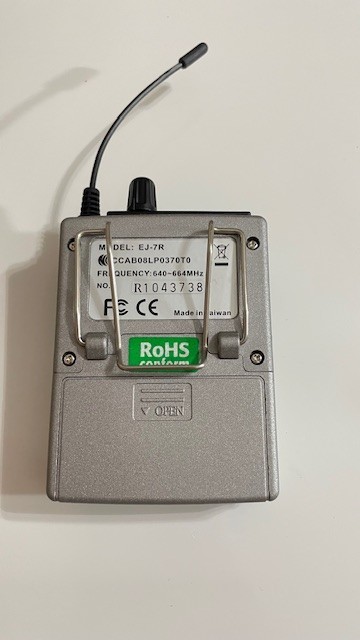 MODEL: EJ-7R
CCAB08LP0370T0
FREQUENCY:640~664MHz
NO. R1043738
FC CE Made in Taiwan
RoHS
conform
OPEN